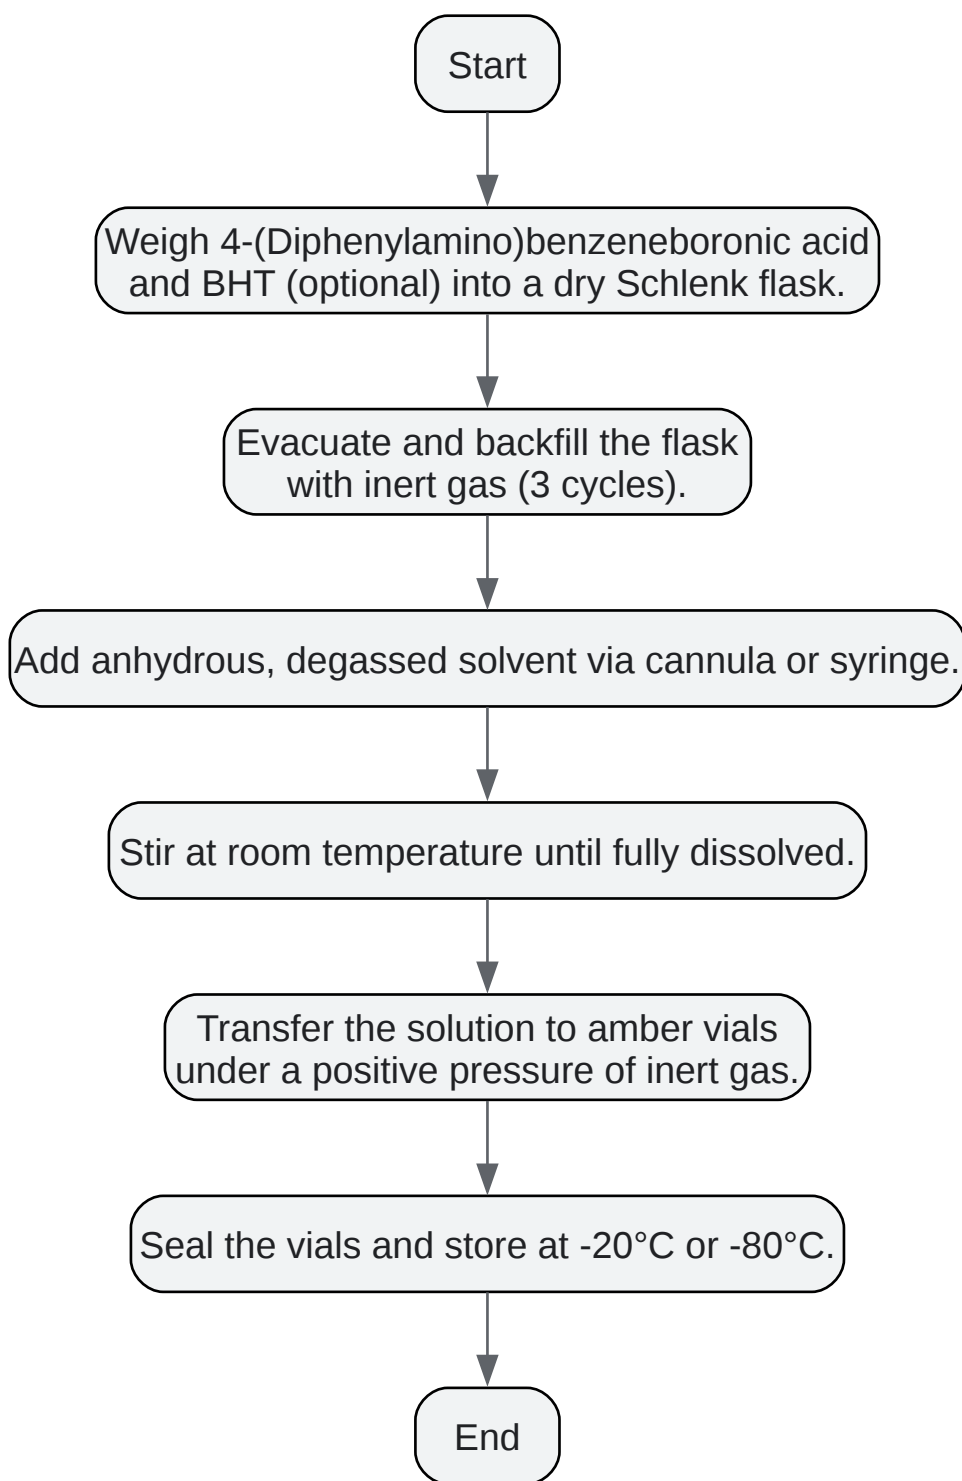 Start
Weigh 4-(Diphenylamino)benzeneboronic acid
and BHT (optional) into a dry Schlenk flask.
Evacuate and backfill the flask
with inert gas (3 cycles).
Add anhydrous, degassed solvent via cannula or syringe.
Stir at room temperature until fully dissolved.
Transfer the solution to amber vials
under a positive pressure of inert gas.
Seal the vials and store at -20°C or -80°C.
End